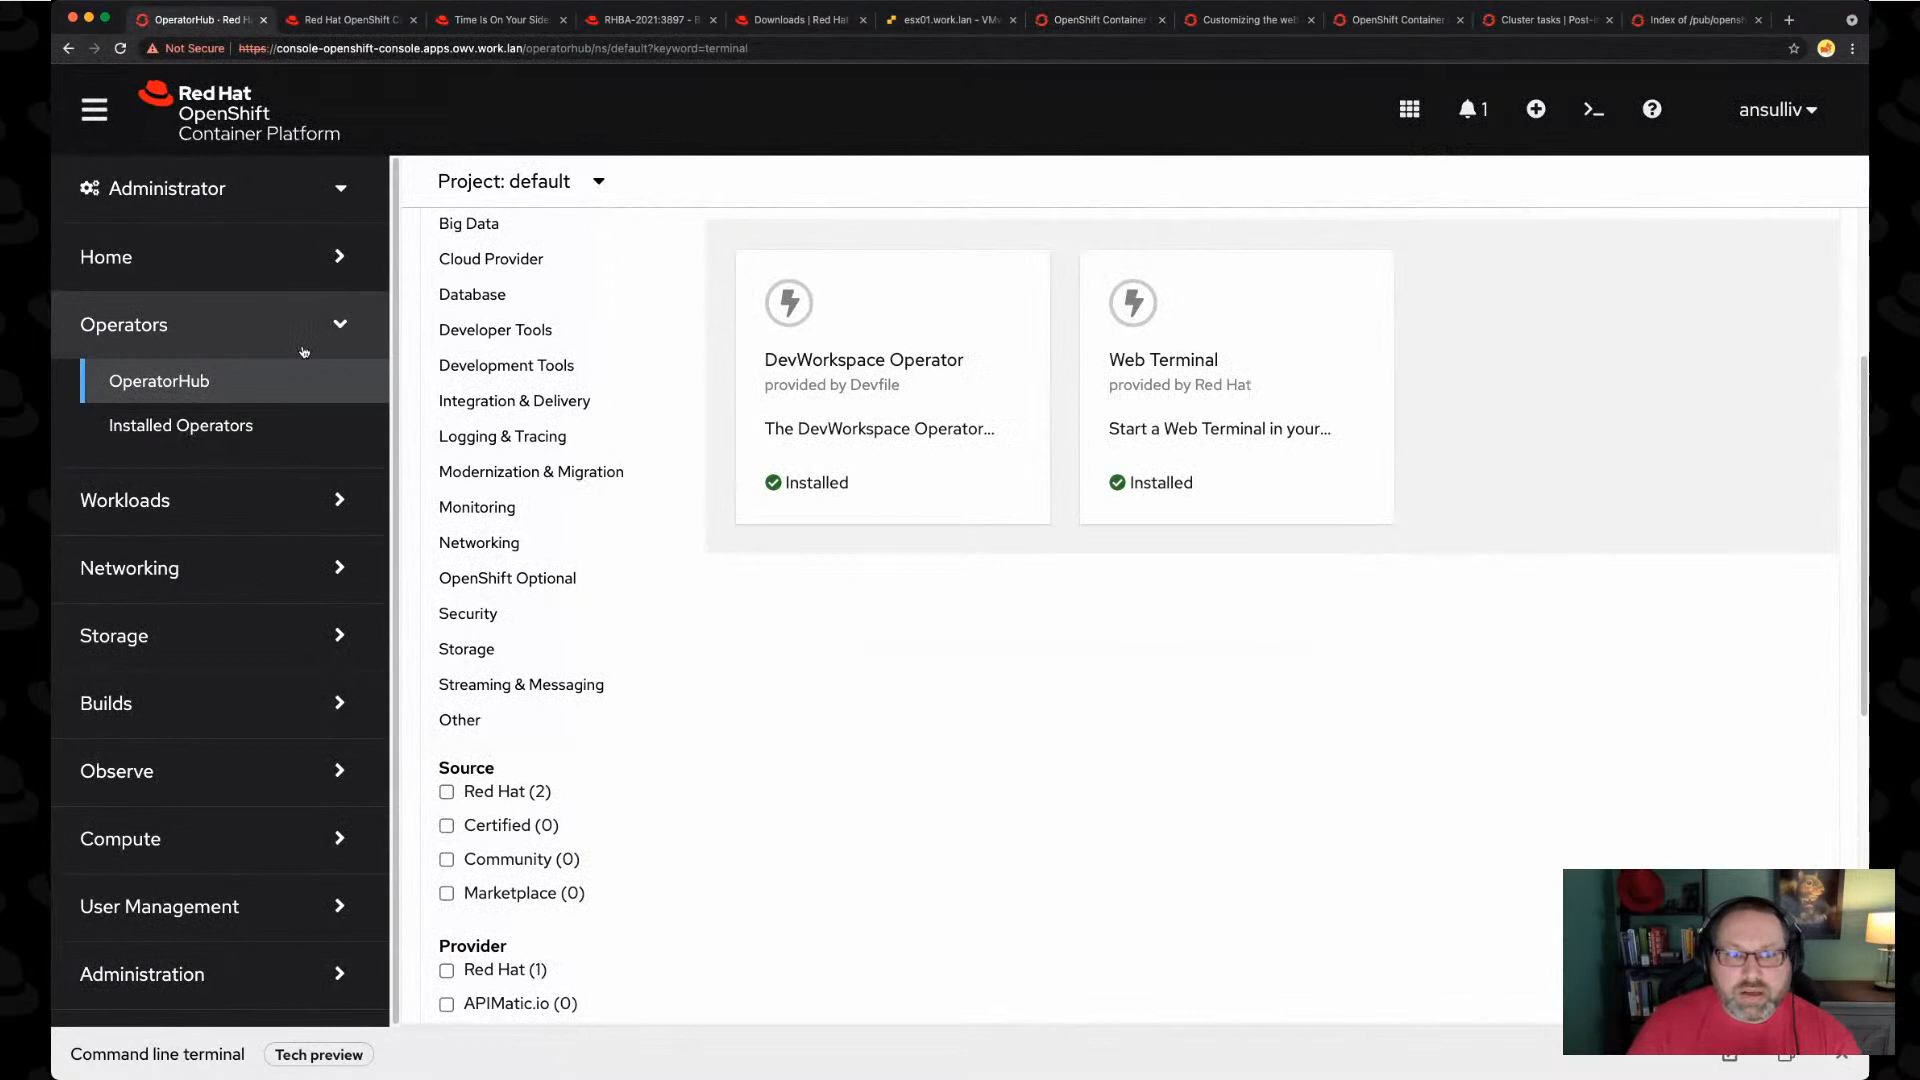 OperatorHub · Red H
Red Hat OpenShift C
Time Is On Your Side
RHBA-2021:3897 - B
Downloads | Red Hat
esx01.work.lan - VM
OpenShift Container
Customizing the web
OpenShift Container
Cluster tasks | Post-i
Index of /pub/opensh
Not Secure
https://console-openshift-console.apps.owv.work.lan/operatorhub/ns/default?keyword=terminal
Red Hat
OpenShift
Container Platform
1
ansulliv
Administrator
Home
Operators
OperatorHub
Installed Operators
Workloads
Networking
Storage
Builds
Observe
Compute
User Management
Administration
Project: default
Big Data
Cloud Provider
Database
Developer Tools
Development Tools
Integration & Delivery
Logging & Tracing
Modernization & Migration
Monitoring
Networking
OpenShift Optional
Security
Storage
Streaming & Messaging
Other
Source
Red Hat (2)
Certified (0)
Community (0)
Marketplace (0)
Provider
Red Hat (1)
APIMatic.io (0)
DevWorkspace Operator
provided by Devfile
The DevWorkspace Operator...
Installed
Web Terminal
provided by Red Hat
Start a Web Terminal in your...
Installed
Command line terminal
Tech preview